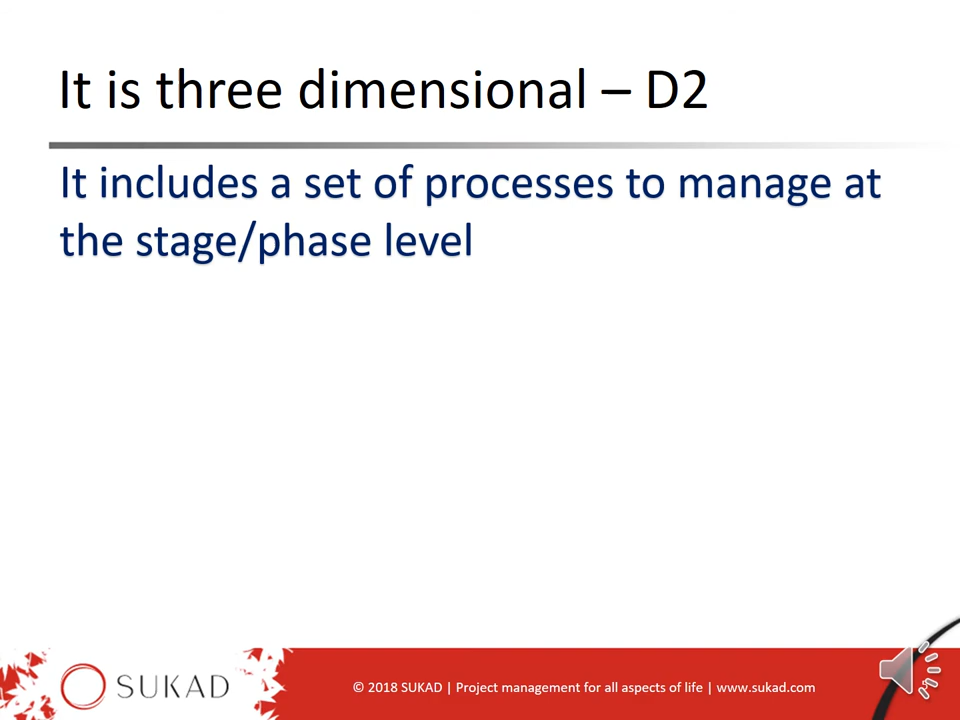 It is three dimensional – D2
It includes a set of processes to manage at
the stage/phase level
SUKAD
© 2018 SUKAD | Project management for all aspects of life | www.sukad.com